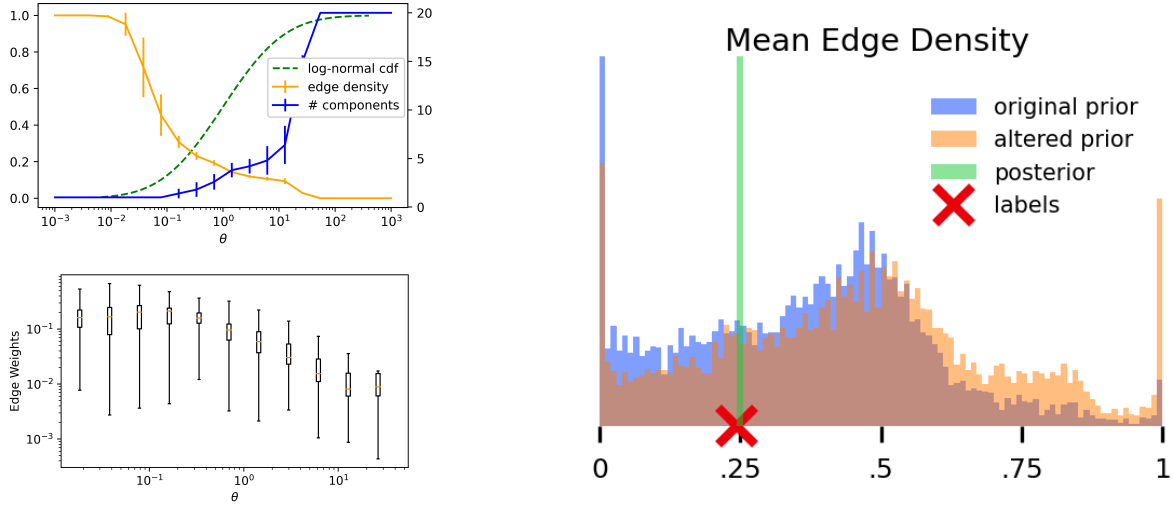 1.0
0.8
0.6
0.4
0.2
0.0
20
15
10
5
0
log-normal cdf
edge density
# components
10⁻³ 10⁻² 10⁻¹ 10⁰ 10¹ 10² 10³
θ
Edge Weights
10⁻¹
10⁻²
10⁻³
10⁻¹ 10⁰ 10¹
θ
Mean Edge Density
original prior
altered prior
posterior
labels
0 .25 .5 .75 1